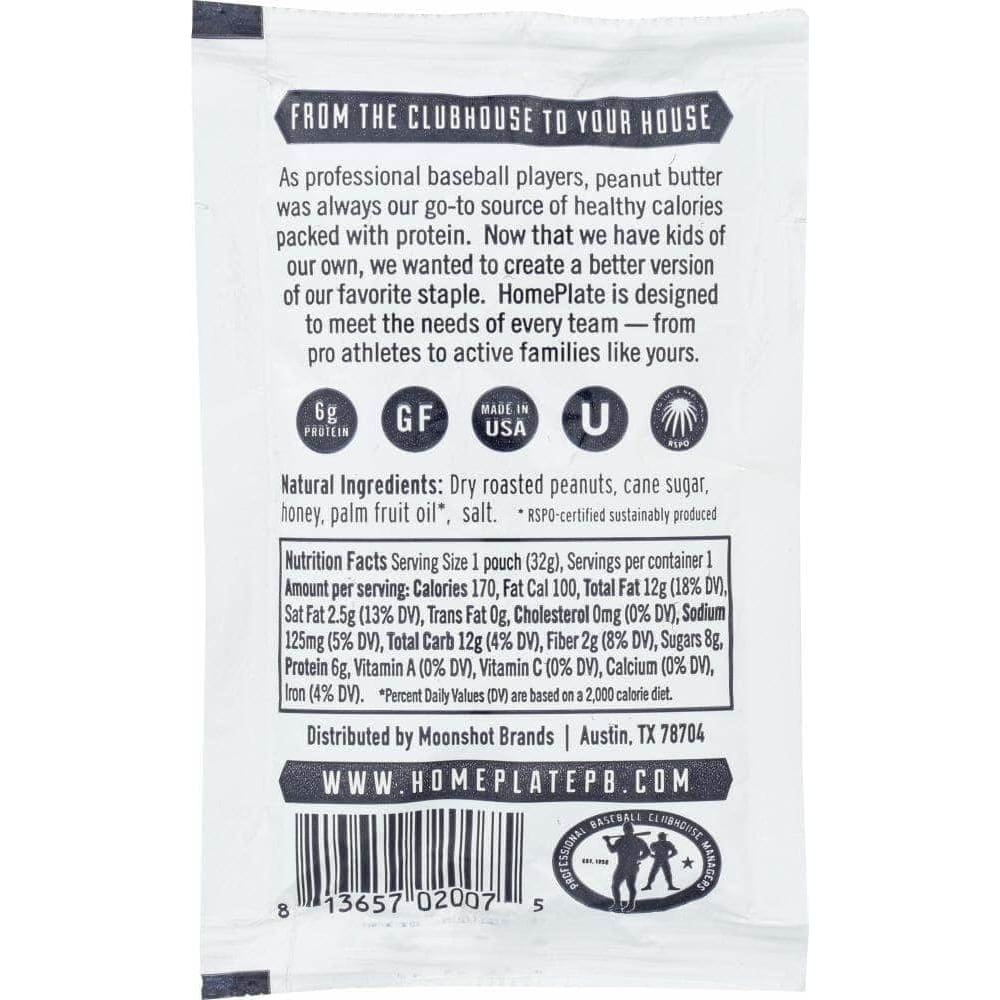 FROM THE CLUBHOUSE TO YOUR HOUSE
As professional baseball players, peanut butter
was always our go-to source of healthy calories
packed with protein. Now that we have kids of
our own, we wanted to create a better version
of our favorite staple. HomePlate is designed
to meet the needs of every team — from
pro athletes to active families like yours.
6g
PROTEIN
GF
MADE IN
USA
U
RSPO
Natural Ingredients: Dry roasted peanuts, cane sugar,
honey, palm fruit oil*, salt. * RSPO-certified sustainably produced
Nutrition Facts Serving Size 1 pouch (32g), Servings per container 1
Amount per serving: Calories 170, Fat Cal 100, Total Fat 12g (18% DV),
Sat Fat 2.5g (13% DV), Trans Fat 0g, Cholesterol 0mg (0% DV), Sodium
125mg (5% DV), Total Carb 12g (4% DV), Fiber 2g (8% DV), Sugars 8g,
Protein 6g, Vitamin A (0% DV), Vitamin C (0% DV), Calcium (0% DV),
Iron (4% DV). *Percent Daily Values (DV) are based on a 2,000 calorie diet.
Distributed by Moonshot Brands | Austin, TX 78704
WWW.HOMEPLATEPB.COM
PROFESSIONAL BASEBALL CLUBHOUSE MANAGERS
EST. 1958
8 13657 02007 5